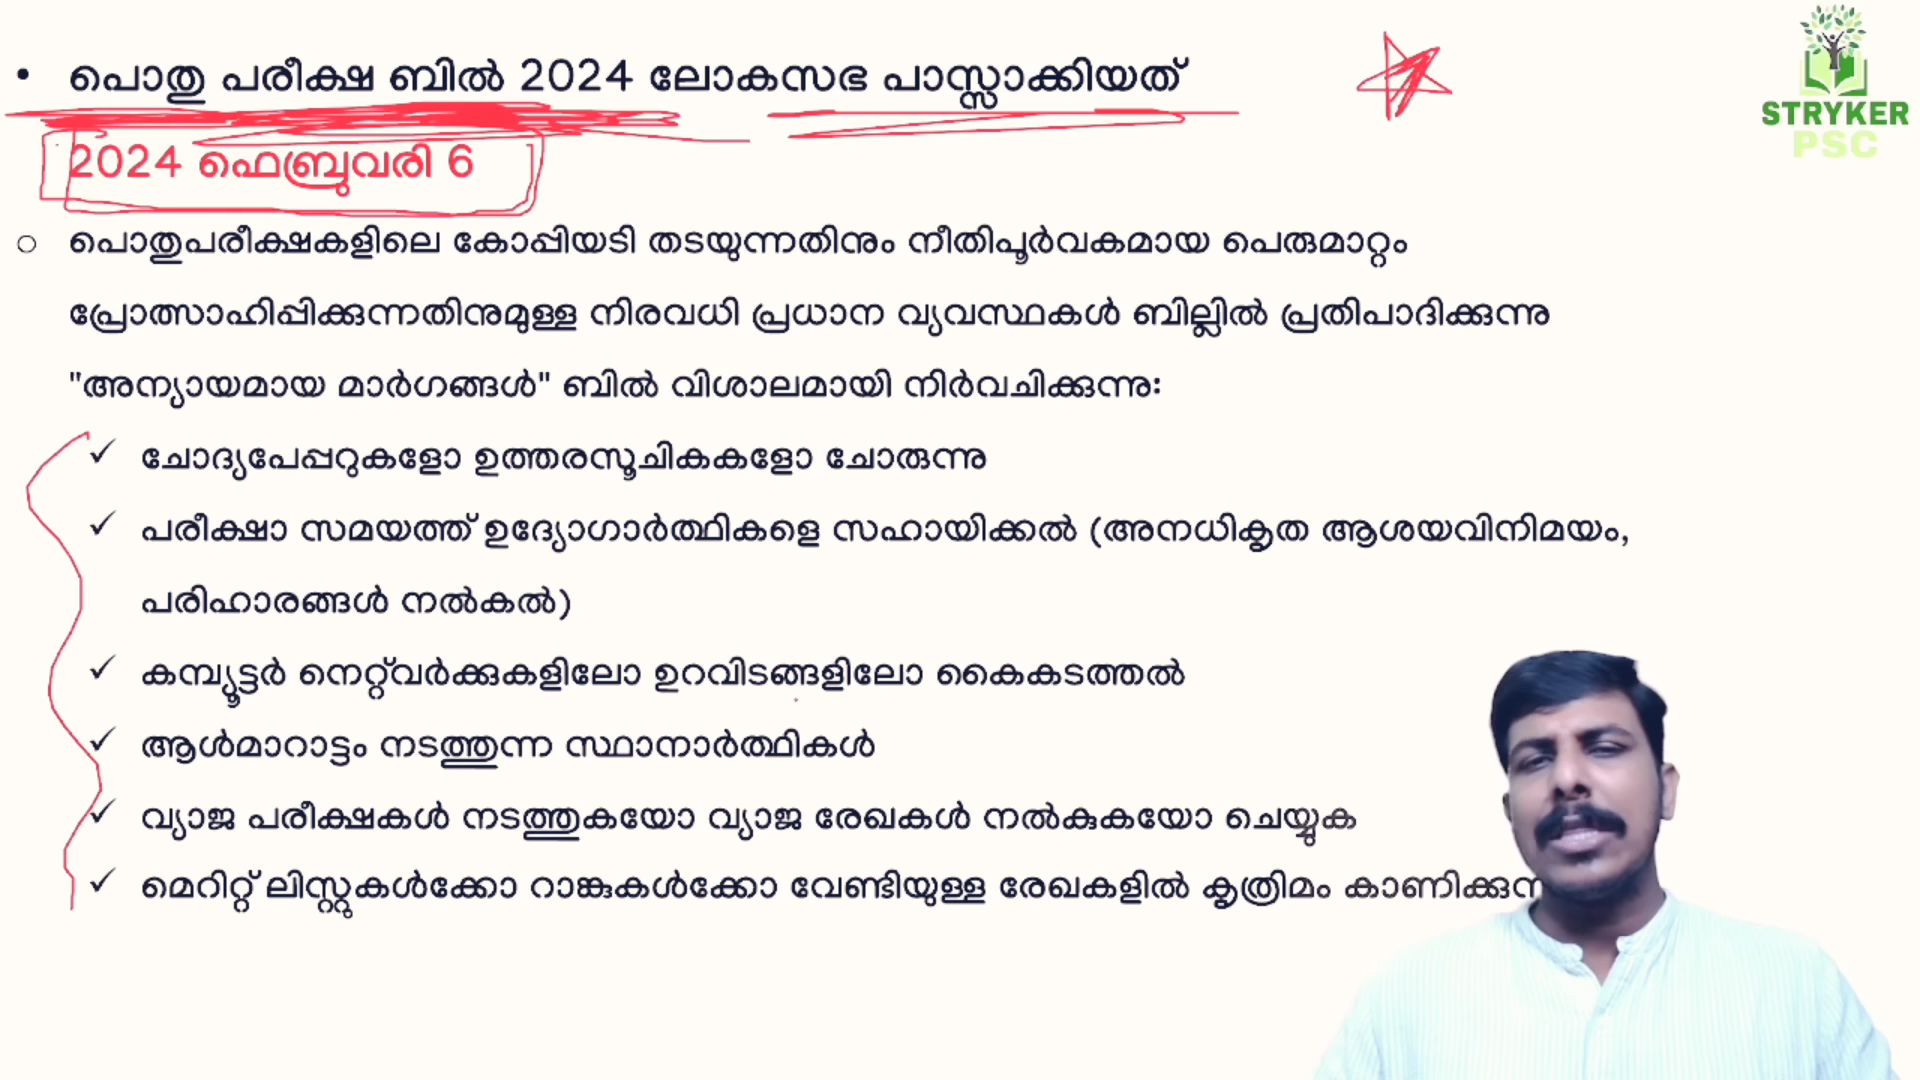 • പൊതു പരീക്ഷ ബിൽ 2024 ലോകസഭ പാസ്സാക്കിയത്
STRYKER
PSC
2024 ഫെബ്രുവരി 6
○ പൊതുപരീക്ഷകളിലെ കോപ്പിയടി തടയുന്നതിനും നീതിപൂർവകമായ പെരുമാറ്റം
പ്രോത്സാഹിപ്പിക്കുന്നതിനുമുള്ള നിരവധി പ്രധാന വ്യവസ്ഥകൾ ബില്ലിൽ പ്രതിപാദിക്കുന്നു
"അന്യായമായ മാർഗങ്ങൾ" ബിൽ വിശാലമായി നിർവചിക്കുന്നു:
✓ ചോദ്യപേപ്പറുകളോ ഉത്തരസൂചികകളോ ചോരുന്നു
✓ പരീക്ഷാ സമയത്ത് ഉദ്യോഗാർത്ഥികളെ സഹായിക്കൽ (അനധികൃത ആശയവിനിമയം,
പരിഹാരങ്ങൾ നൽകൽ)
✓ കമ്പ്യൂട്ടർ നെറ്റ്‌വർക്കുകളിലോ ഉറവിടങ്ങളിലോ കൈകടത്തൽ
✓ ആൾമാറാട്ടം നടത്തുന്ന സ്ഥാനാർത്ഥികൾ
✓ വ്യാജ പരീക്ഷകൾ നടത്തുകയോ വ്യാജ രേഖകൾ നൽകുകയോ ചെയ്യുക
✓ മെറിറ്റ് ലിസ്റ്റുകൾക്കോ റാങ്കുകൾക്കോ വേണ്ടിയുള്ള രേഖകളിൽ കൃത്രിമം